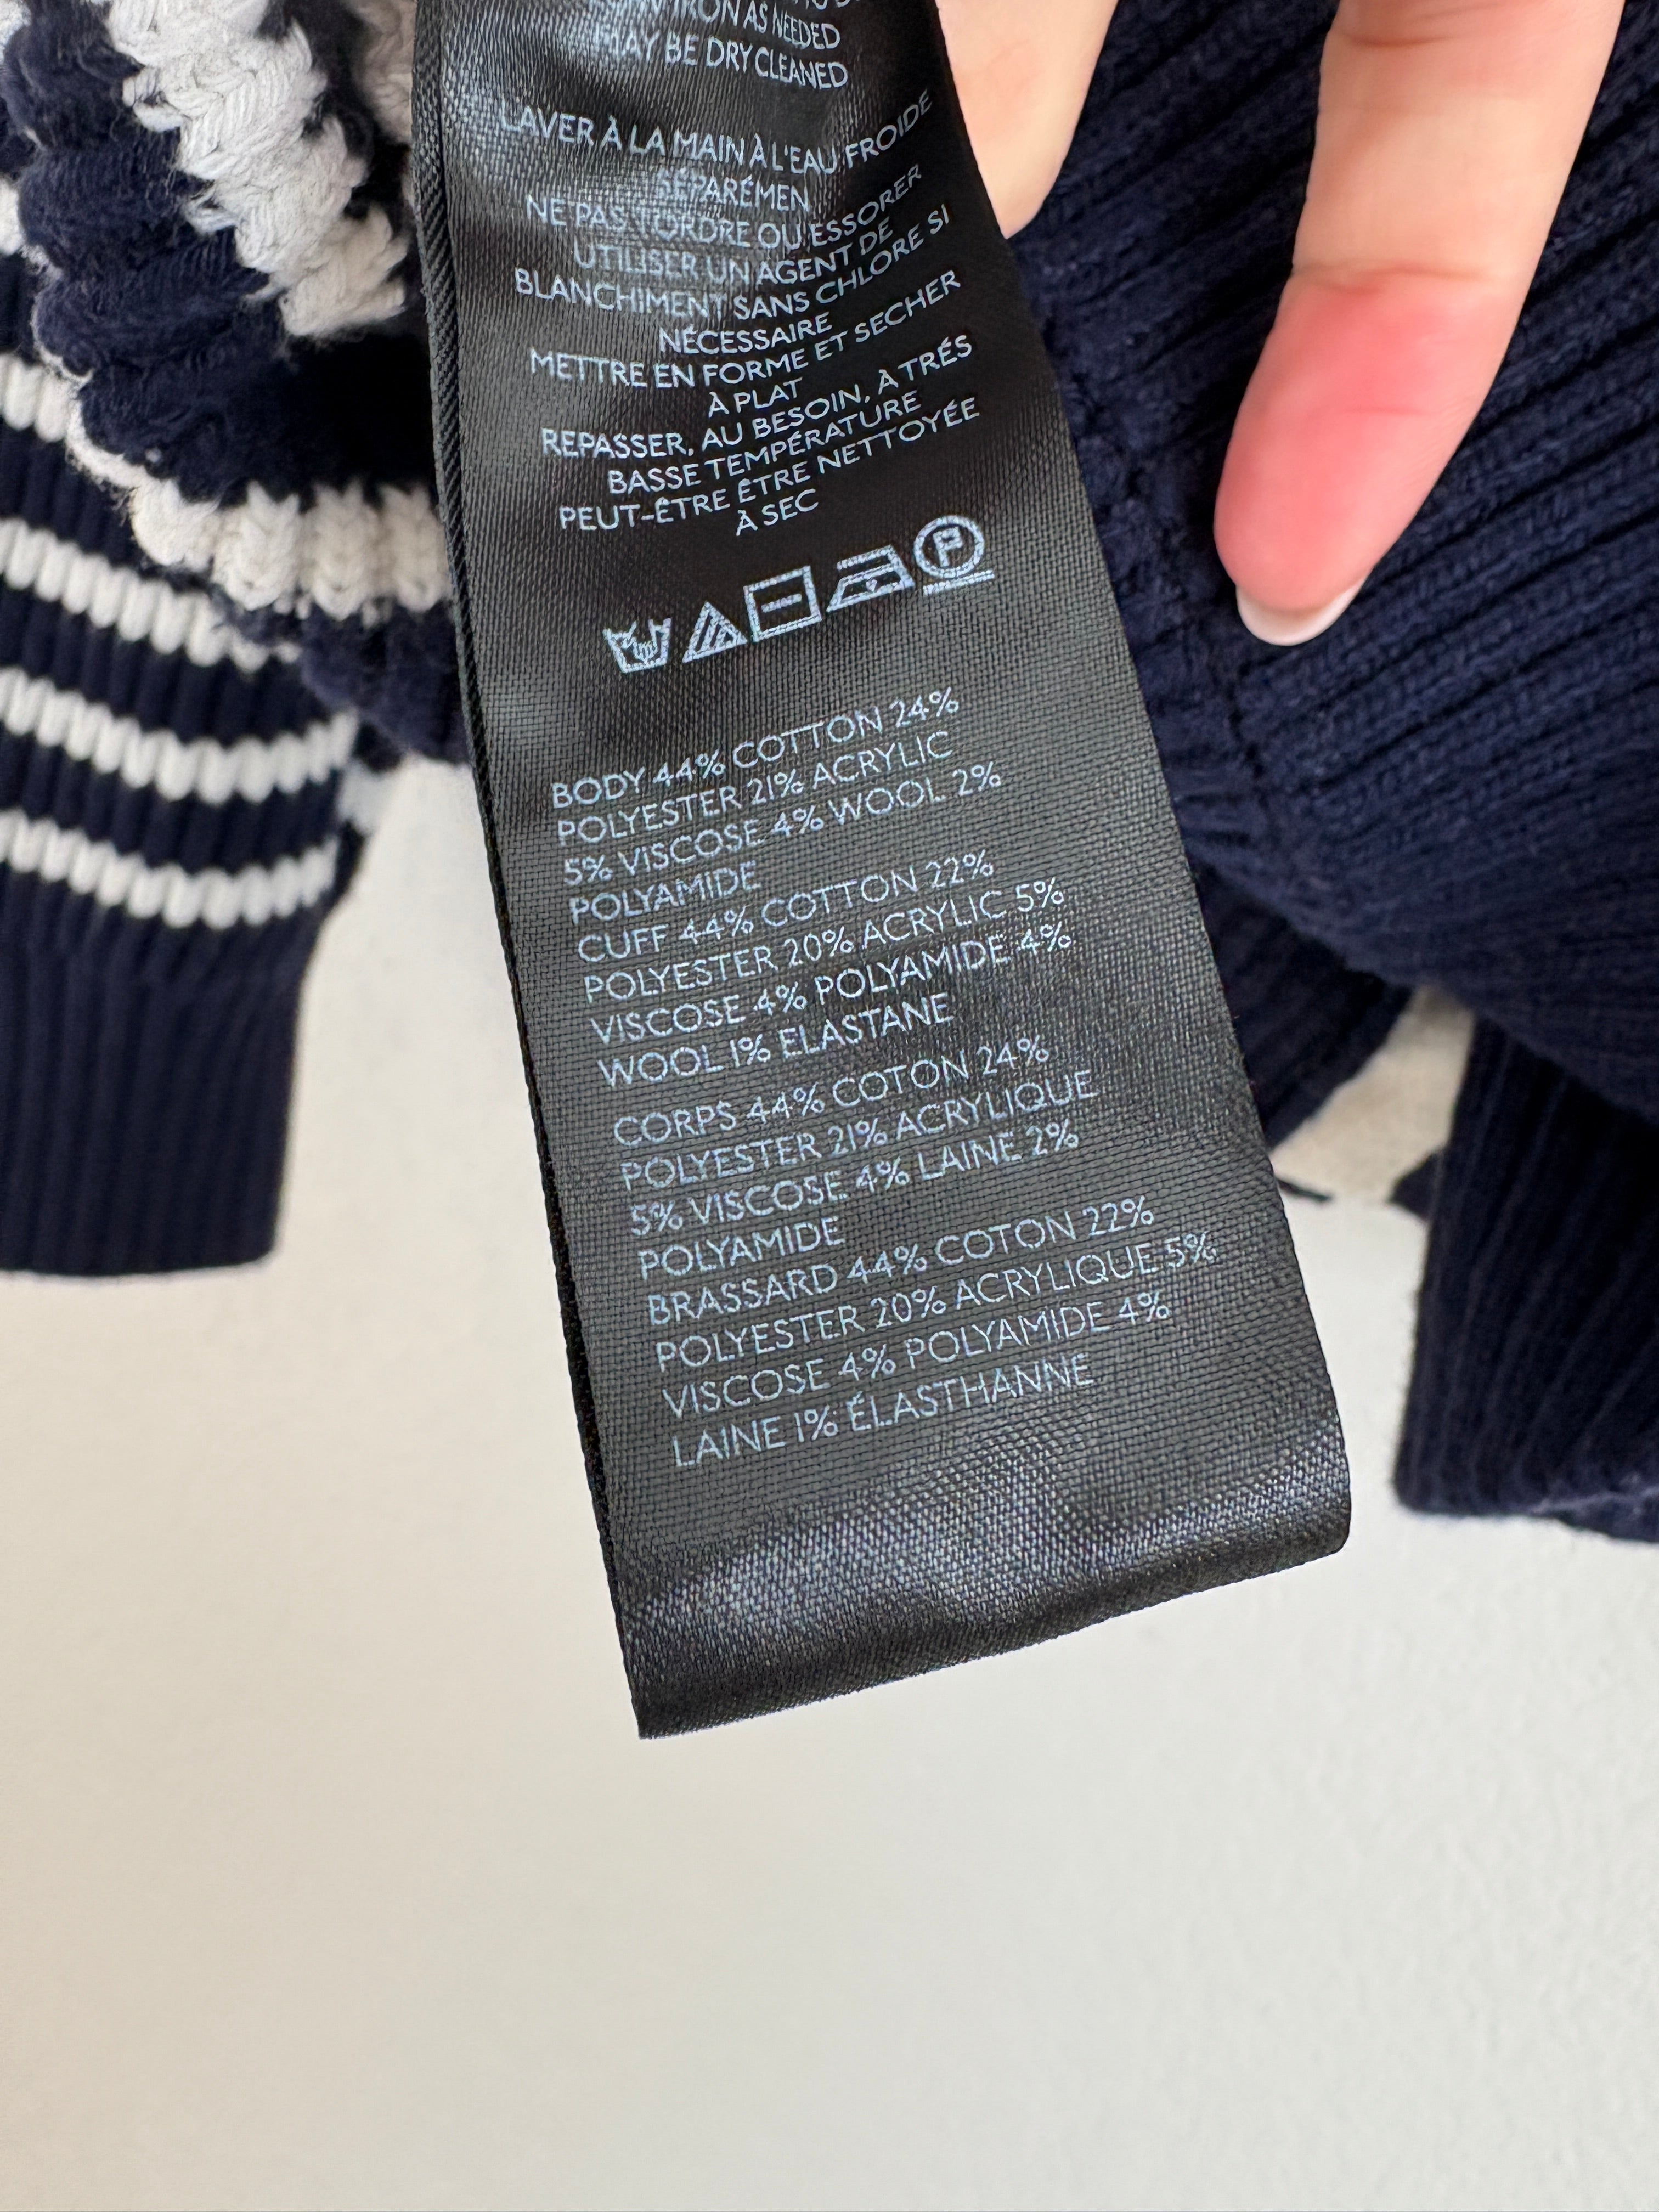 IRON AS NEEDED
MAY BE DRY CLEANED
LAVER À LA MAIN À L'EAU FROIDE
SÉPARÉMEN
NE PAS TORDRE OU ESSORER
UTILISER UN AGENT DE
BLANCHIMENT SANS CHLORE SI
NÉCESSAIRE
METTRE EN FORME ET SECHER
À PLAT
REPASSER, AU BESOIN, À TRÉS
BASSE TEMPÉRATURE
PEUT-ÊTRE ÊTRE NETTOYÉE
À SEC
P
BODY 44% COTTON 24%
POLYESTER 21% ACRYLIC
5% VISCOSE 4% WOOL 2%
POLYAMIDE
CUFF 44% COTTON 22%
POLYESTER 20% ACRYLIC 5%
VISCOSE 4% POLYAMIDE 4%
WOOL 1% ELASTANE
CORPS 44% COTON 24%
POLYESTER 21% ACRYLIQUE
5% VISCOSE 4% LAINE 2%
POLYAMIDE
BRASSARD 44% COTON 22%
POLYESTER 20% ACRYLIQUE 5%
VISCOSE 4% POLYAMIDE 4%
LAINE 1% ÉLASTHANNE